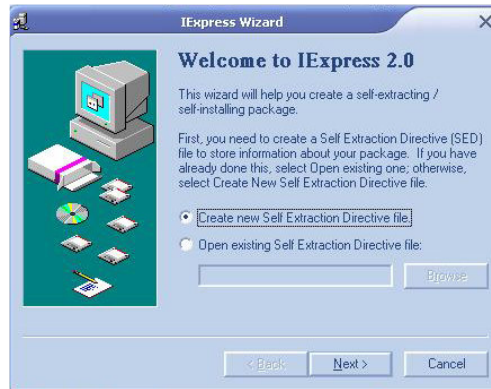 IExpress Wizard
Welcome to IExpress 2.0
This wizard will help you create a self-extracting /
self-installing package.
First, you need to create a Self Extraction Directive (SED)
file to store information about your package. If you have
already done this, select Open existing one; otherwise,
select Create New Self Extraction Directive file.
Create new Self Extraction Directive file.
Open existing Self Extraction Directive file:
Browse
< Back
Next >
Cancel